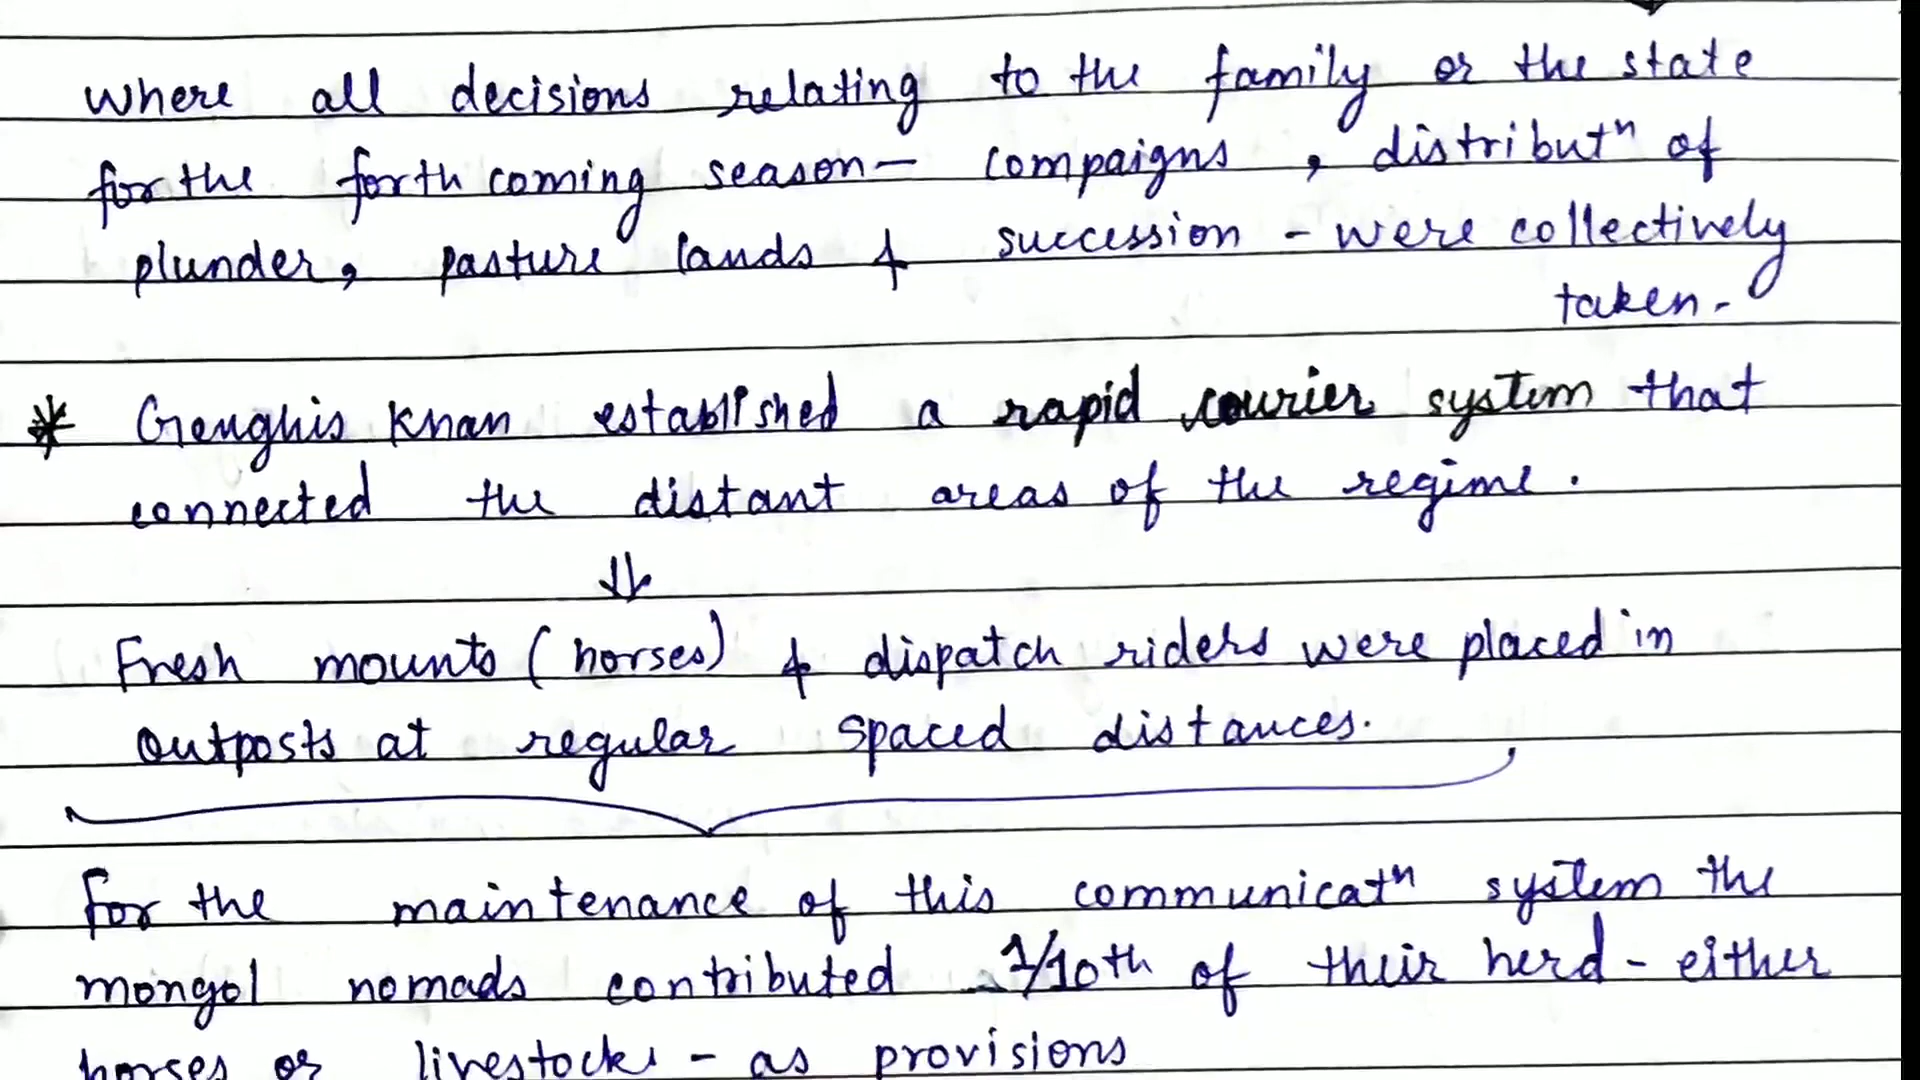 where all decisions relating to the family or the state
for the forthcoming season - compaigns, distributⁿ of
plunder, pasture lands & succession - were collectively
taken.
* Genghis khan established a rapid courier system that
connected the distant areas of the regime.
⇓
Fresh mounts (horses) & dispatch riders were placed in
outposts at regular spaced distances.
For the maintenance of this communicatⁿ system the
mongol nomads contributed 1/10th of their herd - either
horses or livestocks - as provisions